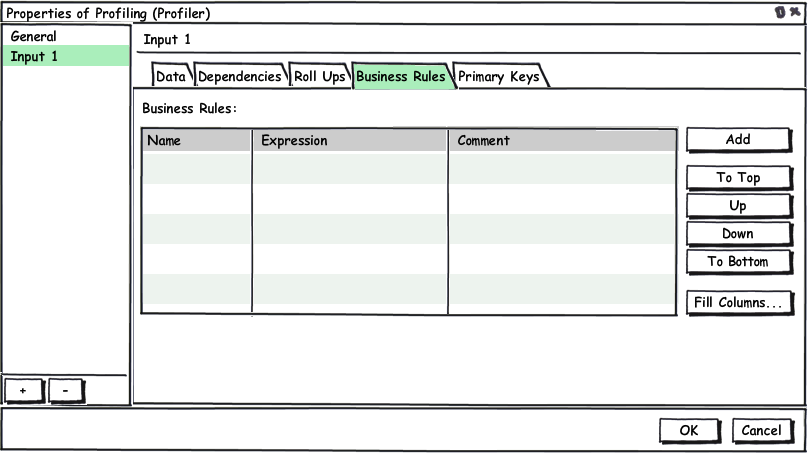 Properties of Profiling (Profiler)
General
Input 1
Input 1
Data Dependencies Roll Ups Business Rules Primary Keys
Business Rules:
Name Expression Comment
Add
To Top
Up
Down
To Bottom
Fill Columns...
+ -
OK Cancel